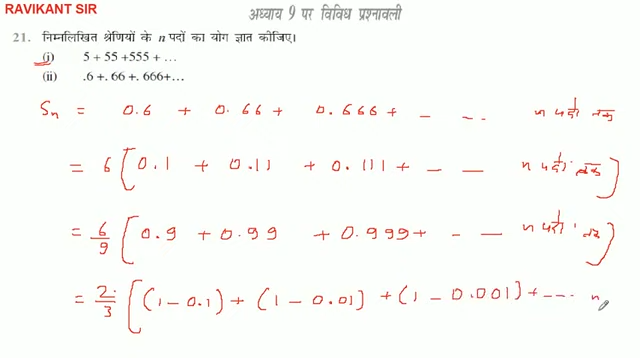 RAVIKANT SIR
अध्याय 9 पर विविध प्रश्नावली
21. निम्नलिखित श्रेणियों के n पदों का योग ज्ञात कीजिए।
(i) 5 + 55 +555 + ...
(ii) .6 +. 66 +. 666+...
Sn = 0.6 + 0.66 + 0.666 + - - -. n पदों तक
= 6 [ 0.1 + 0.11 + 0.111 + - - n पदों तक ]
= 6/9 [ 0.9 + 0.99 + 0.999 + - - n पदों तक ]
= 2/3 [ (1 - 0.1) + (1 - 0.01) + (1 - 0.001) + ---- n